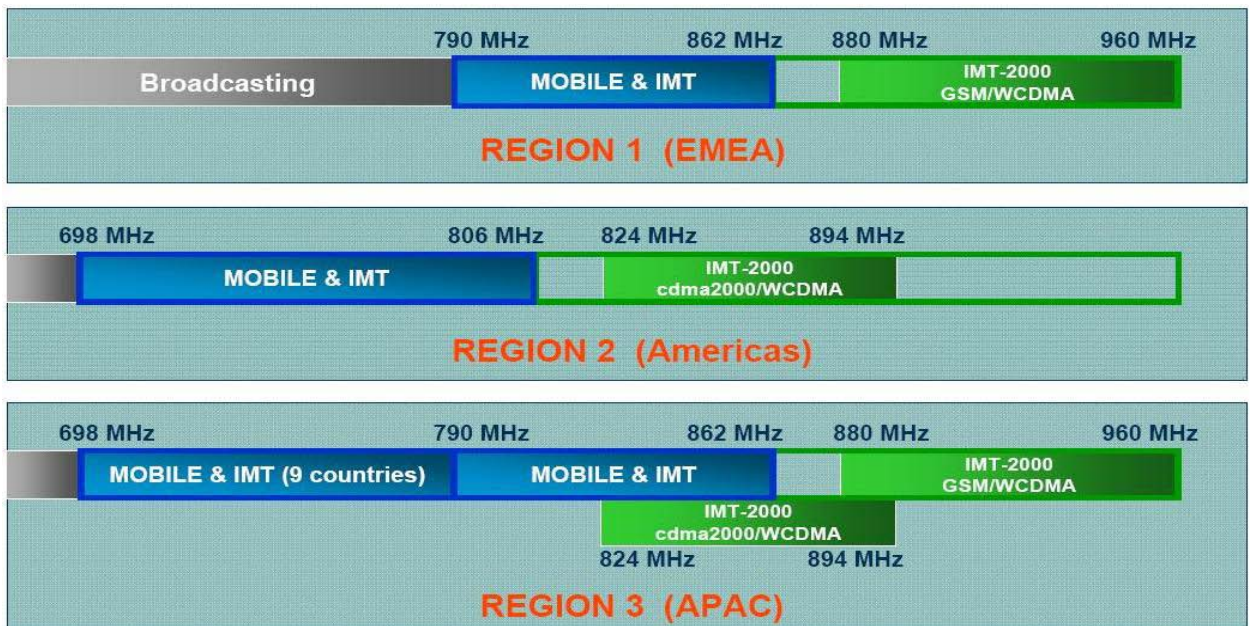 790 MHz 862 MHz 880 MHz 960 MHz
Broadcasting MOBILE & IMT IMT-2000
GSM/WCDMA
REGION 1 (EMEA)
698 MHz 806 MHz 824 MHz 894 MHz
MOBILE & IMT IMT-2000
cdma2000/WCDMA
REGION 2 (Americas)
698 MHz 790 MHz 862 MHz 880 MHz 960 MHz
MOBILE & IMT (9 countries) MOBILE & IMT IMT-2000
GSM/WCDMA
IMT-2000
cdma2000/WCDMA
824 MHz 894 MHz
REGION 3 (APAC)